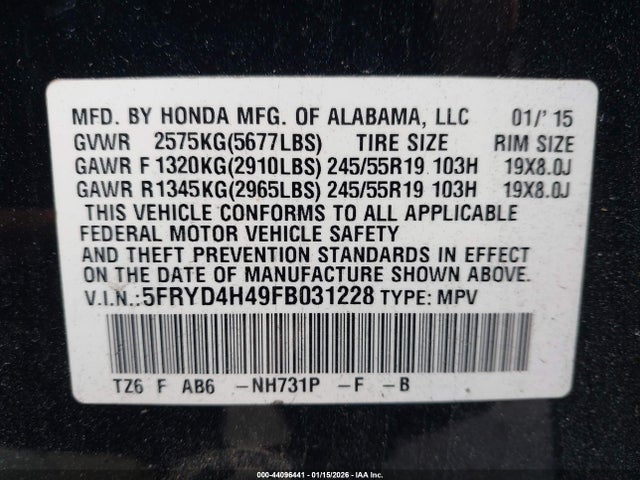 MFD. BY HONDA MFG. OF ALABAMA, LLC 01/' 15
GVWR 2575KG(5677LBS) TIRE SIZE RIM SIZE
GAWR F 1320KG(2910LBS) 245/55R19 103H 19X8.0J
GAWR R1345KG(2965LBS) 245/55R19 103H 19X8.0J
THIS VEHICLE CONFORMS TO ALL APPLICABLE
FEDERAL MOTOR VEHICLE SAFETY
AND THEFT PREVENTION STANDARDS IN EFFECT
ON THE DATE OF MANUFACTURE SHOWN ABOVE.
V.I.N.:5FRYD4H49FB031228 TYPE: MPV
TZ6 F AB6 -NH731P -F -B
000-44096441 - 01/15/2026 - IAA Inc.